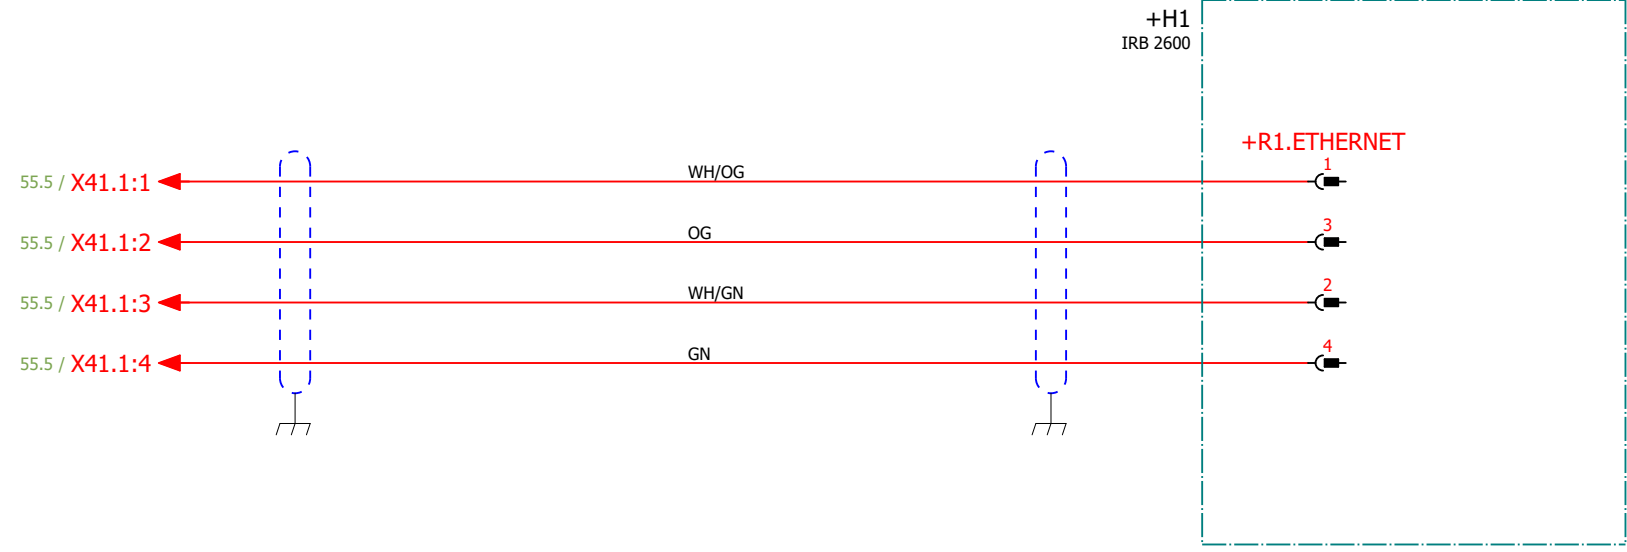 +H1
IRB 2600
+R1.ETHERNET
55.5 / X41.1:1 WH/OG 1
55.5 / X41.1:2 OG 3
55.5 / X41.1:3 WH/GN 2
55.5 / X41.1:4 GN 4